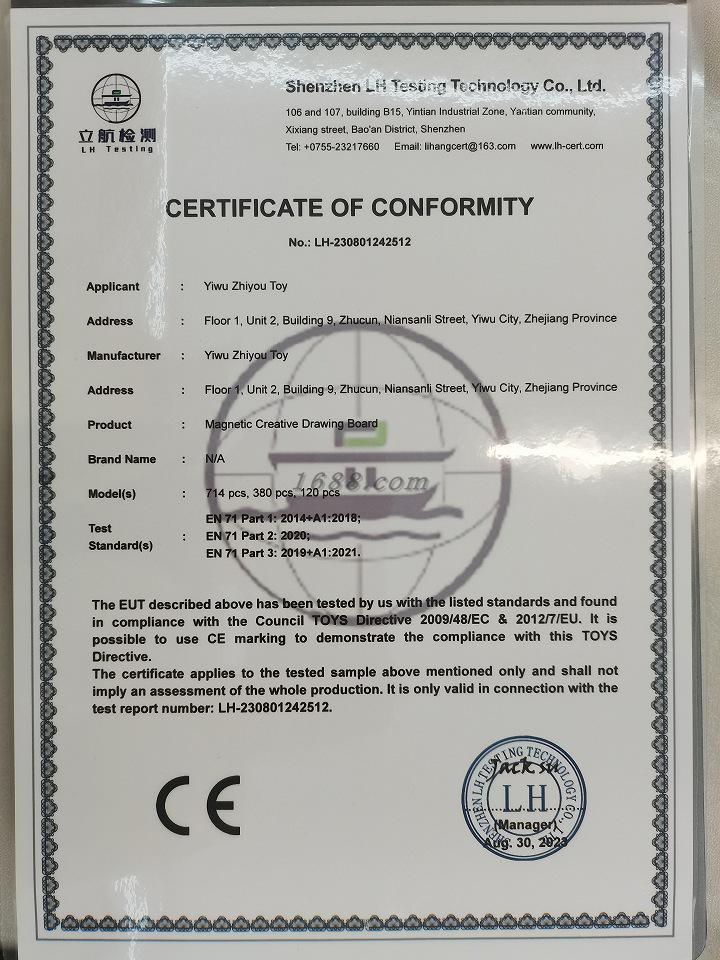 Shenzhen LH Testing Technology Co., Ltd.
106 and 107, building B15, Yintian Industrial Zone, Yantian community,
Xixiang street, Bao'an District, Shenzhen
Tel: +0755-23217660 Email: lihangcert@163.com www.lh-cert.com
立航检测
LH Testing
CERTIFICATE OF CONFORMITY
No.: LH-230801242512
Applicant : Yiwu Zhiyou Toy
Address : Floor 1, Unit 2, Building 9, Zhucun, Niansanli Street, Yiwu City, Zhejiang Province
Manufacturer : Yiwu Zhiyou Toy
Address : Floor 1, Unit 2, Building 9, Zhucun, Niansanli Street, Yiwu City, Zhejiang Province
Product : Magnetic Creative Drawing Board
Brand Name : N/A
1688.com
Model(s) : 714 pcs, 380 pcs, 120 pcs
Test Standard(s) : EN 71 Part 1: 2014+A1:2018;
EN 71 Part 2: 2020;
EN 71 Part 3: 2019+A1:2021.
The EUT described above has been tested by us with the listed standards and found
in compliance with the Council TOYS Directive 2009/48/EC & 2012/7/EU. It is
possible to use CE marking to demonstrate the compliance with this TOYS
Directive.
The certificate applies to the tested sample above mentioned only and shall not
imply an assessment of the whole production. It is only valid in connection with the
test report number: LH-230801242512.
CE
SHENZHEN LH TESTING TECHNOLOGY CO., LTD.
Jack su
LH
(Manager)
Aug. 30, 2023